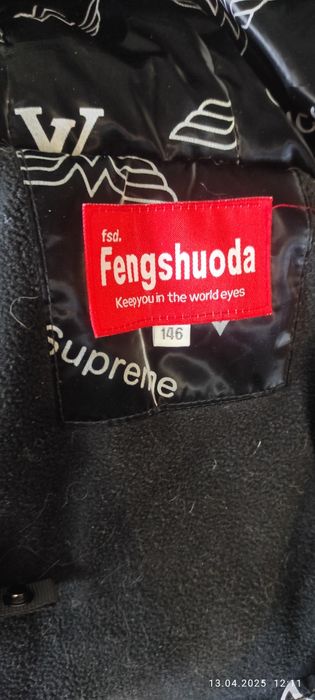 W
fsd.
Fengshuoda
Keepyou in the world eyes
146
Supreme
13.04.2025 12:11